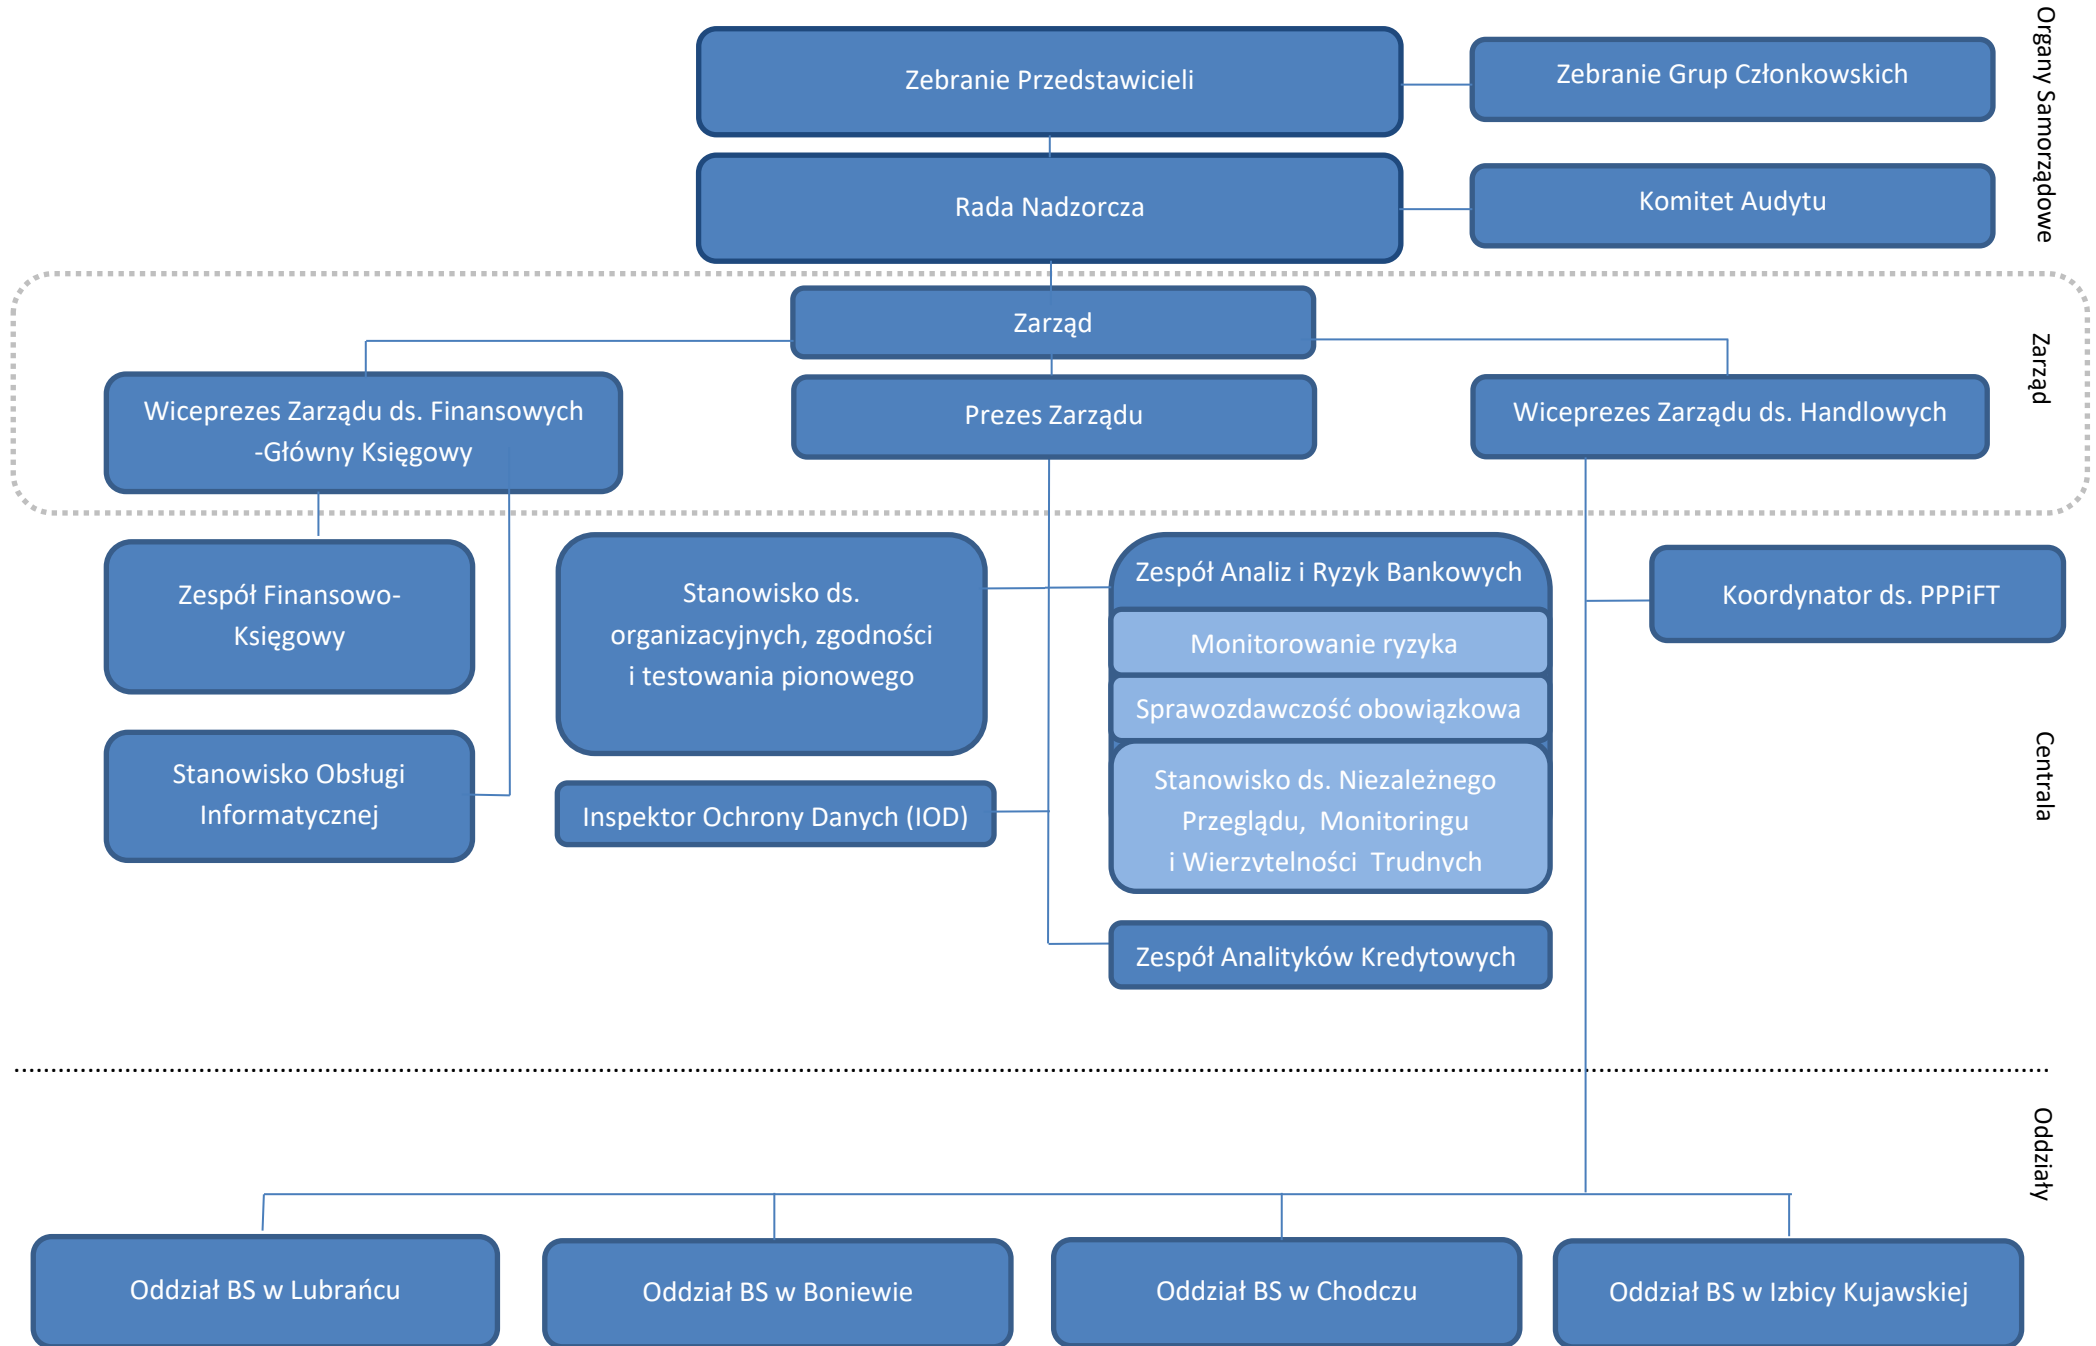 Organy Samorządowe
Zebranie Przedstawicieli
Zebranie Grup Członkowskich
Rada Nadzorcza
Komitet Audytu
Zarząd
Zarząd
Wiceprezes Zarządu ds. Finansowych
-Główny Księgowy
Prezes Zarządu
Wiceprezes Zarządu ds. Handlowych
Zespół Finansowo-
Księgowy
Stanowisko ds.
organizacyjnych, zgodności
i testowania pionowego
Zespół Analiz i Ryzyk Bankowych
Monitorowanie ryzyka
Sprawozdawczość obowiązkowa
Stanowisko ds. Niezależnego
Przeglądu, Monitoringu
i Wierzytelności Trudnych
Koordynator ds. PPPiFT
Centrala
Stanowisko Obsługi
Informatycznej
Inspektor Ochrony Danych (IOD)
Zespół Analityków Kredytowych
Oddziały
Oddział BS w Lubrańcu
Oddział BS w Boniewie
Oddział BS w Chodczu
Oddział BS w Izbicy Kujawskiej